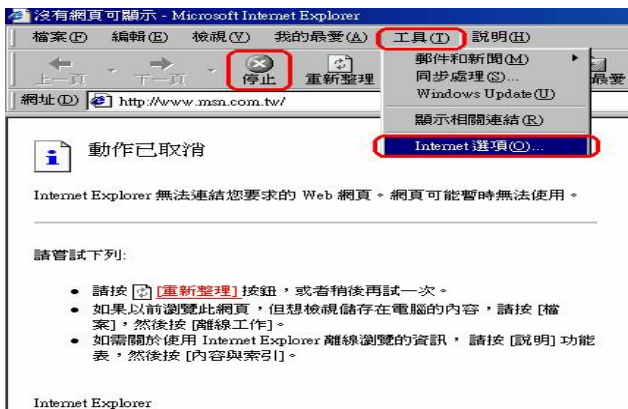 沒有網頁可顯示 - Microsoft Internet Explorer
檔案(F) 編輯(E) 檢視(V) 我的最愛(A) 工具(T) 說明(H)
上一頁 下一頁 停止 重新整理 最愛
郵件和新聞(M)
同步處理(S)...
Windows Update(U)
顯示相關連結(R)
Internet 選項(O)...
網址(D) http://www.msn.com.tw/
動作已取消
Internet Explorer 無法連結您要求的 Web 網頁。網頁可能暫時無法使用。
請嘗試下列:
請按 [重新整理] 按鈕，或者稍後再試一次。
如果以前瀏覽此網頁，但想檢視儲存在電腦的內容，請按 [檔
案]，然後按 [離線工作]。
如需關於使用 Internet Explorer 離線瀏覽的資訊， 請按 [說明] 功能
表，然後按 [內容與索引]。
Internet Explorer